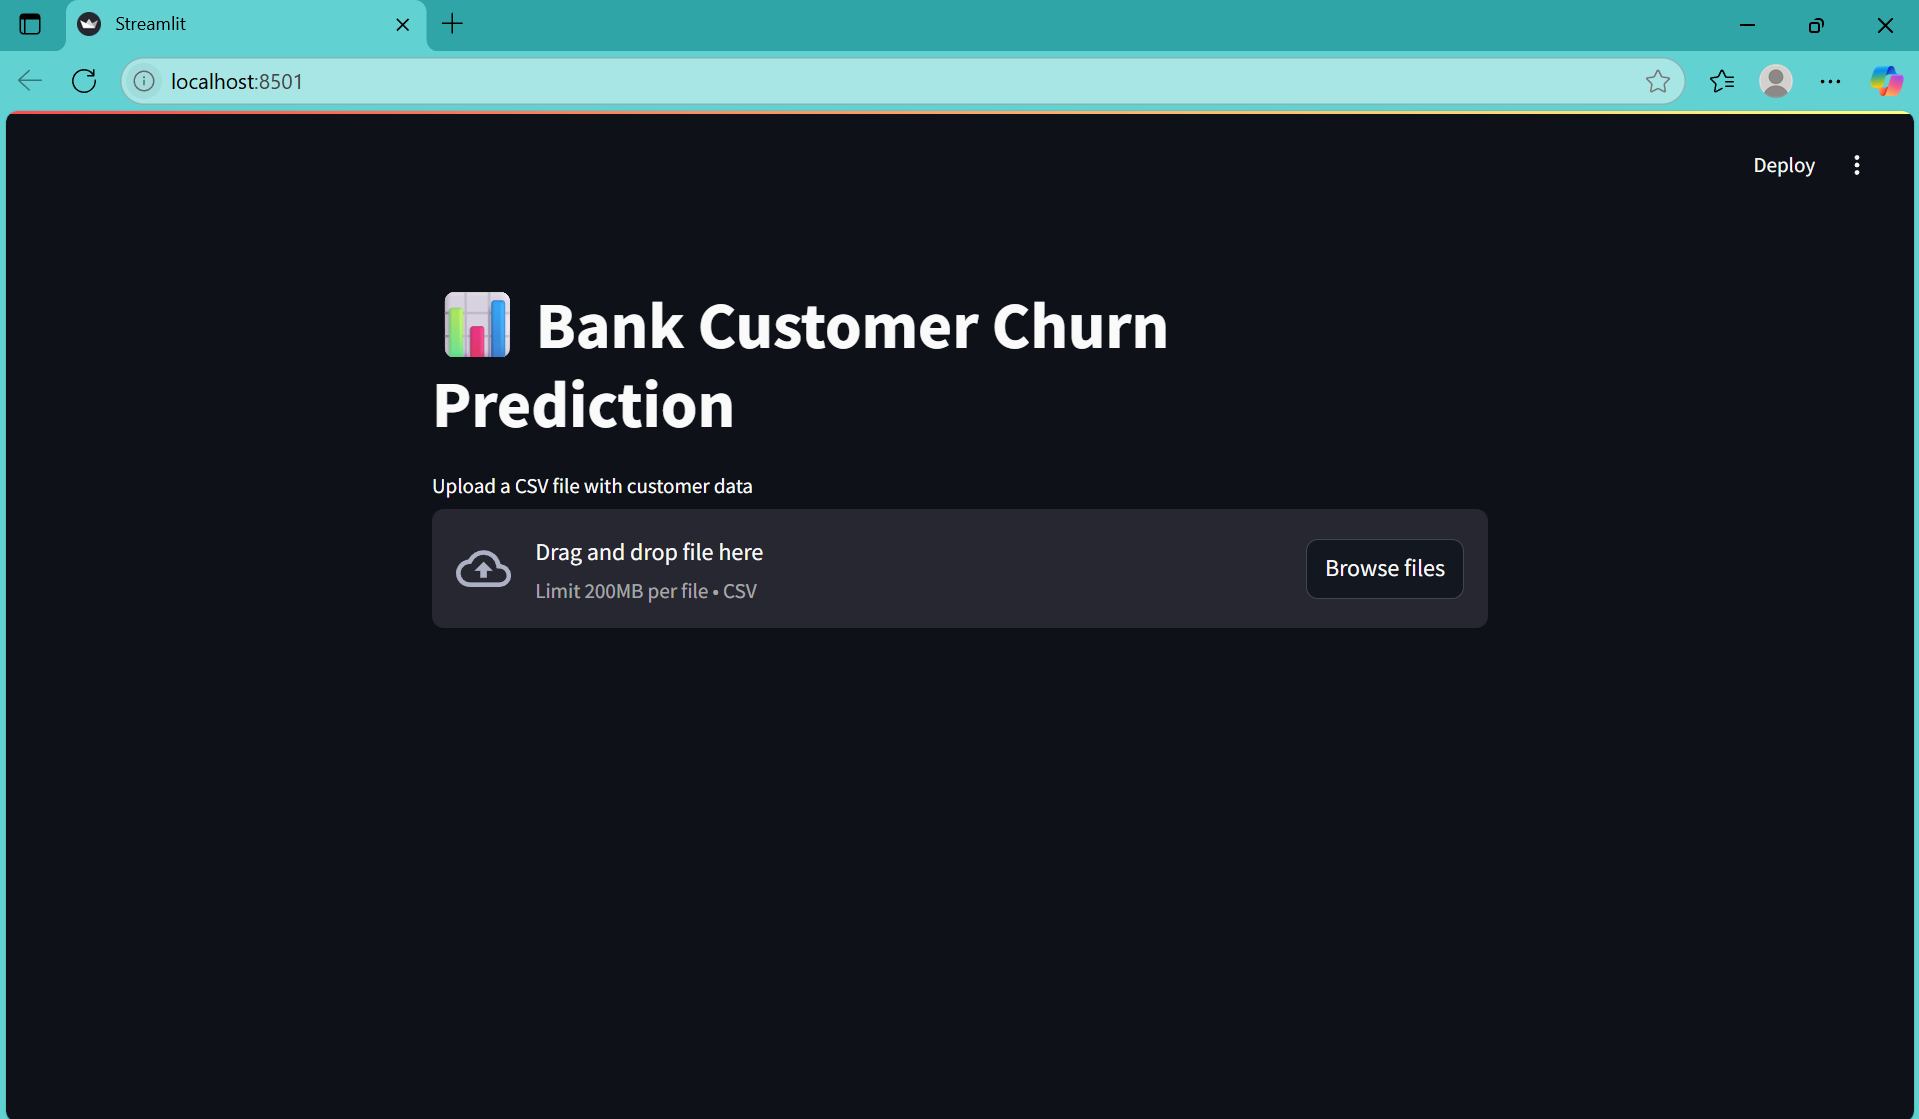 Streamlit
localhost:8501
Deploy
Bank Customer Churn
Prediction
Upload a CSV file with customer data
Drag and drop file here
Limit 200MB per file • CSV
Browse files